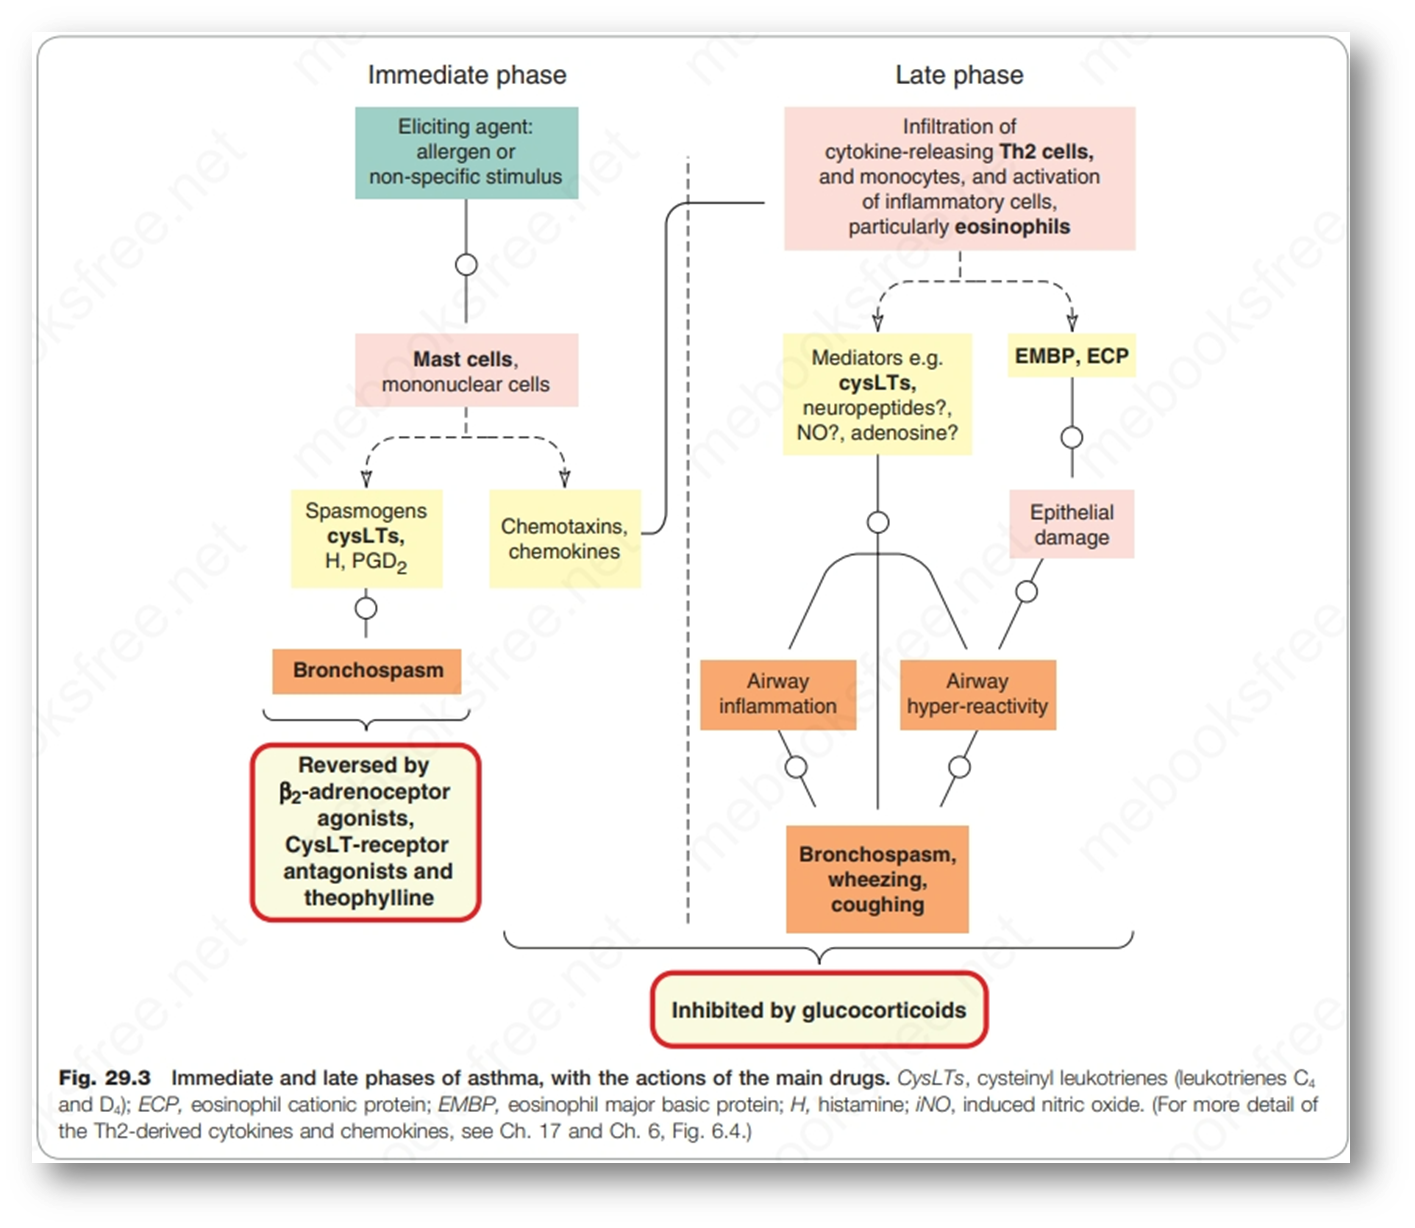 Immediate phase
Eliciting agent:
allergen or
non-specific stimulus
Mast cells,
mononuclear cells
Spasmogens
cysLTs,
H, PGD₂
Chemotaxins,
chemokines
Bronchospasm
Reversed by
β₂-adrenoceptor
agonists,
CysLT-receptor
antagonists and
theophylline
Late phase
Infiltration of
cytokine-releasing Th2 cells,
and monocytes, and activation
of inflammatory cells,
particularly eosinophils
Mediators e.g.
cysLTs,
neuropeptides?,
NO?, adenosine?
EMBP, ECP
Epithelial
damage
Airway
inflammation
Airway
hyper-reactivity
Bronchospasm,
wheezing,
coughing
Inhibited by glucocorticoids
Fig. 29.3 Immediate and late phases of asthma, with the actions of the main drugs. CysLTs, cysteinyl leukotrienes (leukotrienes C₄
and D₄); ECP, eosinophil cationic protein; EMBP, eosinophil major basic protein; H, histamine; iNO, induced nitric oxide. (For more detail of
the Th2-derived cytokines and chemokines, see Ch. 17 and Ch. 6, Fig. 6.4.)
mebooksfree.net